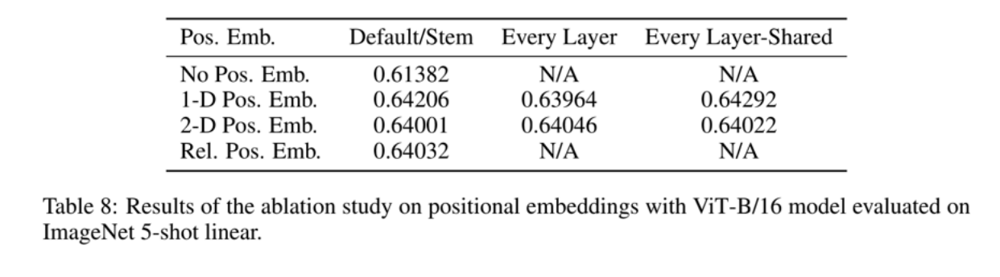 Pos. Emb. Default/Stem Every Layer Every Layer-Shared
No Pos. Emb. 0.61382 N/A N/A
1-D Pos. Emb. 0.64206 0.63964 0.64292
2-D Pos. Emb. 0.64001 0.64046 0.64022
Rel. Pos. Emb. 0.64032 N/A N/A
Table 8: Results of the ablation study on positional embeddings with ViT-B/16 model evaluated on
ImageNet 5-shot linear.